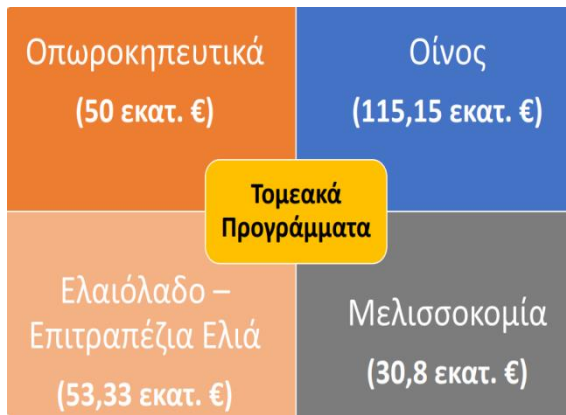 Οπωροκηπευτικά
(50 εκατ. €)
Οίνος
(115,15 εκατ. €)
Τομεακά
Προγράμματα
Ελαιόλαδο –
Επιτραπέζια Ελιά
(53,33 εκατ. €)
Μελισσοκομία
(30,8 εκατ. €)